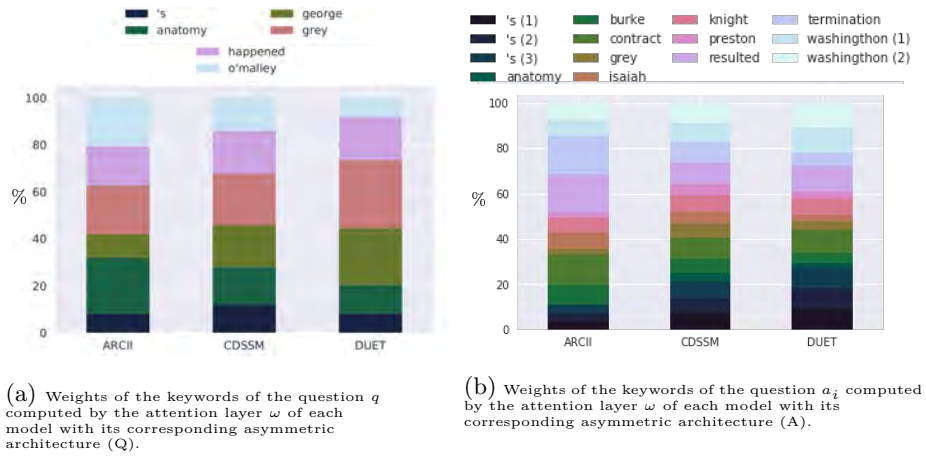 's
anatomy
george
grey
happened
o'malley
100
80
60
40
20
0
%
ARCII CDSSM DUET
(a) Weights of the keywords of the question q
computed by the attention layer ω of each
model with its corresponding asymmetric
architecture (Q).
's (1)
's (2)
's (3)
anatomy
burke
contract
grey
isaiah
knight
preston
resulted
termination
washingthon (1)
washingthon (2)
100
80
60
40
20
0
%
ARCII CDSSM DUET
(b) Weights of the keywords of the question a_i computed
by the attention layer ω of each model with its
corresponding asymmetric architecture (A).